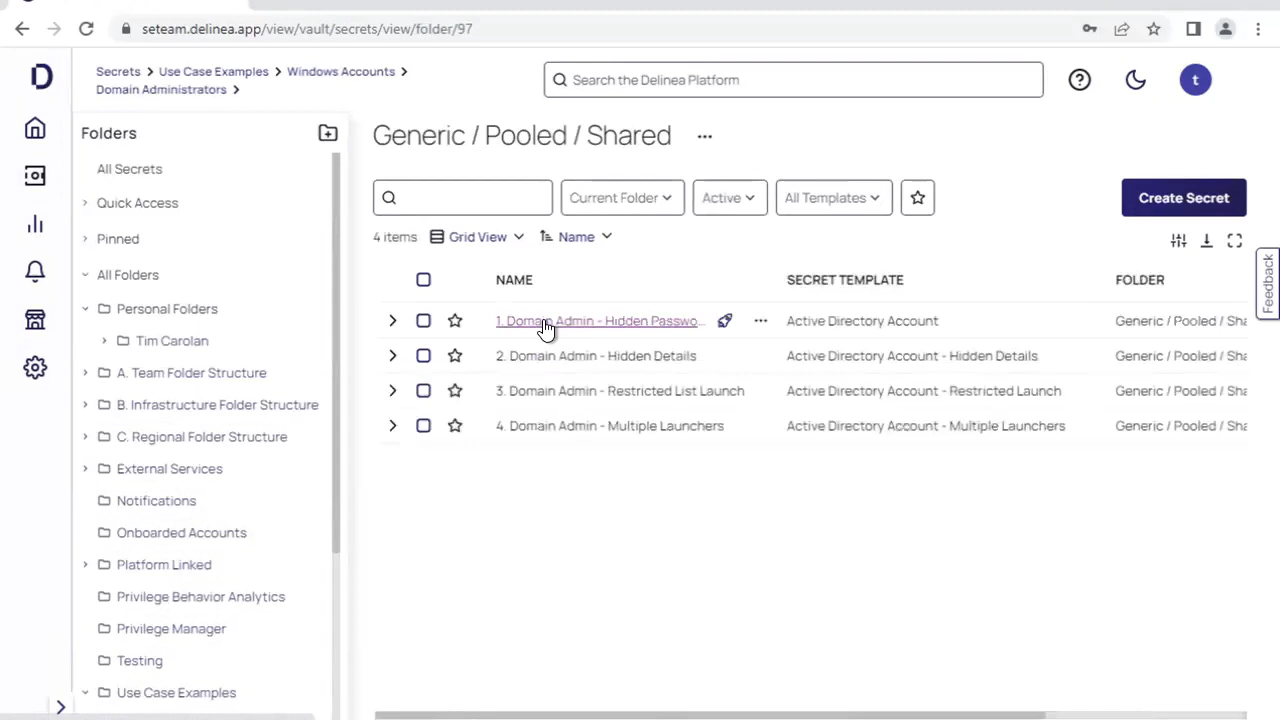 seteam.delinea.app/view/vault/secrets/view/folder/97
D
Secrets > Use Case Examples > Windows Accounts >
Domain Administrators >
Search the Delinea Platform
t
Folders
All Secrets
Quick Access
Pinned
All Folders
Personal Folders
Tim Carolan
A. Team Folder Structure
B. Infrastructure Folder Structure
C. Regional Folder Structure
External Services
Notifications
Onboarded Accounts
Platform Linked
Privilege Behavior Analytics
Privilege Manager
Testing
Use Case Examples
Generic / Pooled / Shared ...
Current Folder
Active
All Templates
Create Secret
4 items
Grid View
Name
NAME SECRET TEMPLATE FOLDER
1. Domain Admin - Hidden Passwo... Active Directory Account Generic / Pooled / Sha
2. Domain Admin - Hidden Details Active Directory Account - Hidden Details Generic / Pooled / Sha
3. Domain Admin - Restricted List Launch Active Directory Account - Restricted Launch Generic / Pooled / Sha
4. Domain Admin - Multiple Launchers Active Directory Account - Multiple Launchers Generic / Pooled / Sha
Feedback